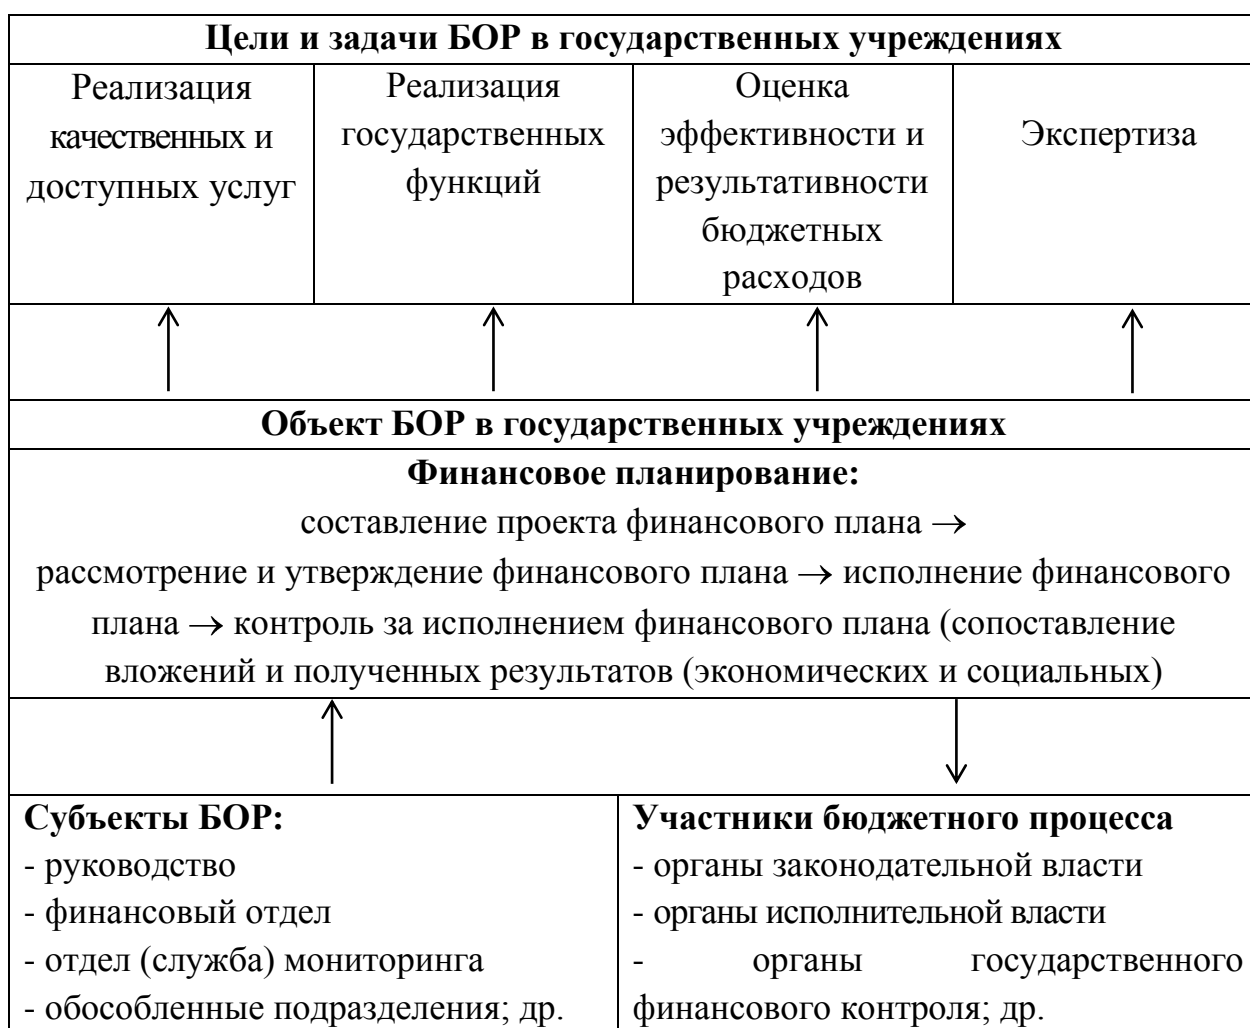 Цели и задачи БОР в государственных учреждениях
Реализация
качественных и
доступных услуг
Реализация
государственных
функций
Оценка
эффективности и
результативности
бюджетных
расходов
Экспертиза
Объект БОР в государственных учреждениях
Финансовое планирование:
составление проекта финансового плана →
рассмотрение и утверждение финансового плана → исполнение финансового
плана → контроль за исполнением финансового плана (сопоставление
вложений и полученных результатов (экономических и социальных)
Субъекты БОР:
- руководство
- финансовый отдел
- отдел (служба) мониторинга
- обособленные подразделения; др.
Участники бюджетного процесса
- органы законодательной власти
- органы исполнительной власти
- органы государственного
финансового контроля; др.